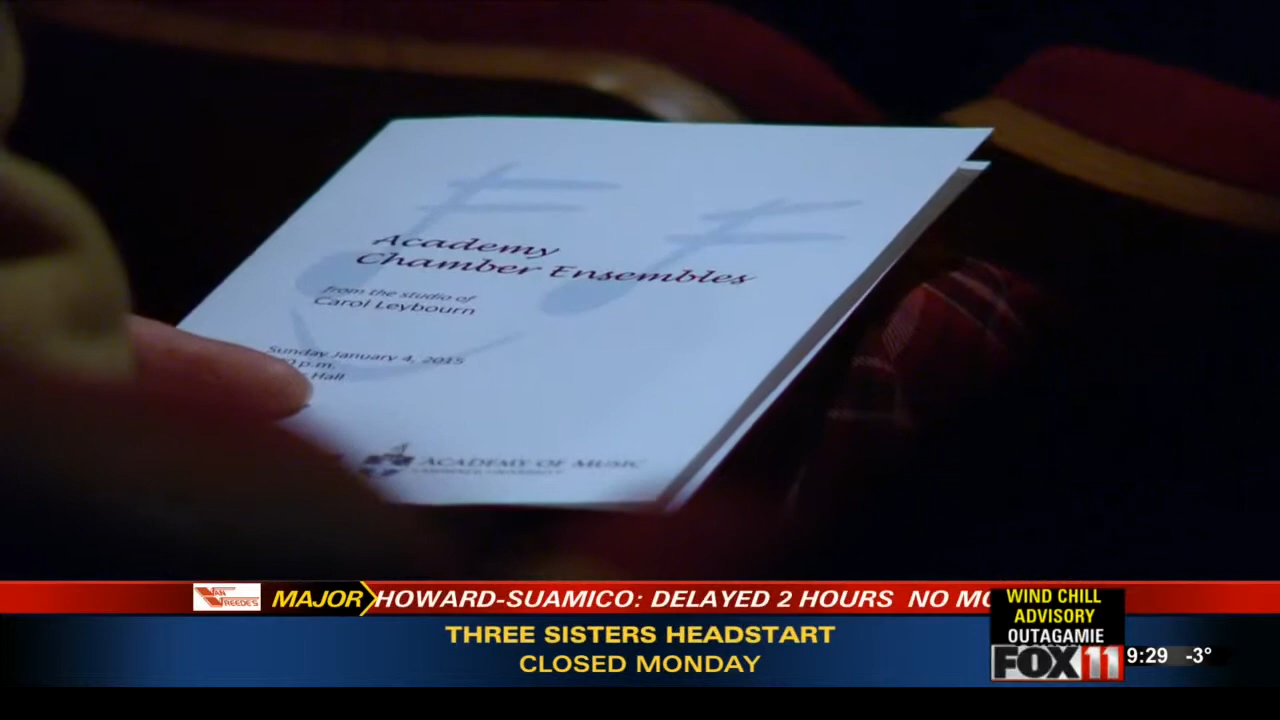 Academy
Chamber Ensembles
from the studio of
Carol Leybourn
Sunday January 4, 2015
p.m.
Hall
ACADEMY OF MUSIC
VAN VREEDE'S
MAJOR HOWARD-SUAMICO: DELAYED 2 HOURS NO MO
THREE SISTERS HEADSTART
CLOSED MONDAY
WIND CHILL
ADVISORY
OUTAGAMIE
FOX 11
9:29 -3°